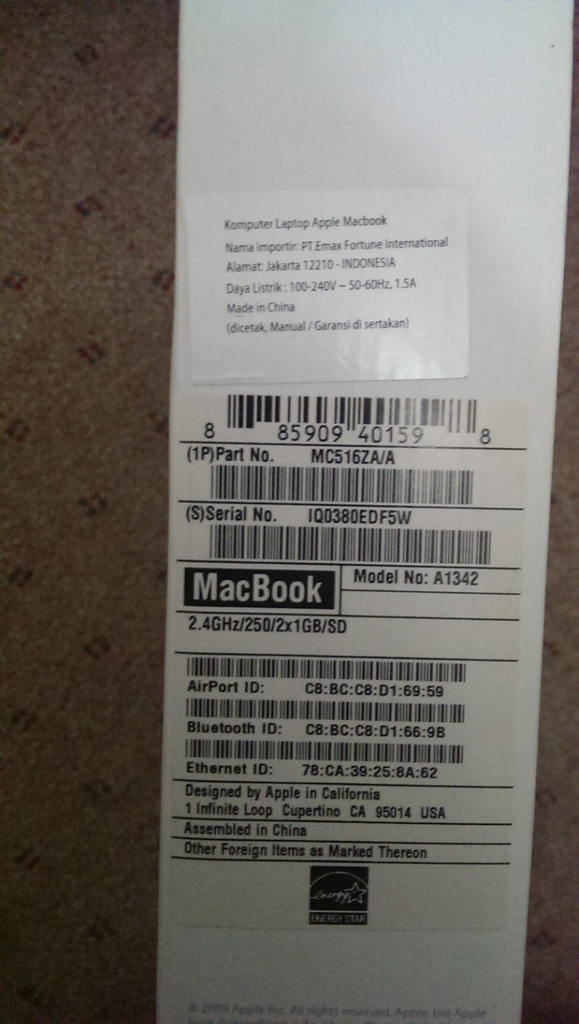 Komputer Laptop Apple Macbook
Nama Importir: PT.Emax Fortune International
Alamat: Jakarta 12210 - INDONESIA
Daya Listrik : 100-240V ~ 50-60Hz, 1.5A
Made in China
(dicetak, Manual / Garansi di sertakan)
8 85909 40159 8
(1P)Part No. MC516ZA/A
(S)Serial No. IQ0380EDF5W
MacBook
Model No: A1342
2.4GHz/250/2x1GB/SD
AirPort ID: C8:BC:C8:D1:69:59
Bluetooth ID: C8:BC:C8:D1:66:9B
Ethernet ID: 78:CA:39:25:8A:62
Designed by Apple in California
1 Infinite Loop Cupertino CA 95014 USA
Assembled in China
Other Foreign Items as Marked Thereon
energy
ENERGY STAR
© 2009 Apple Inc. All rights reserved. Apple, the Apple